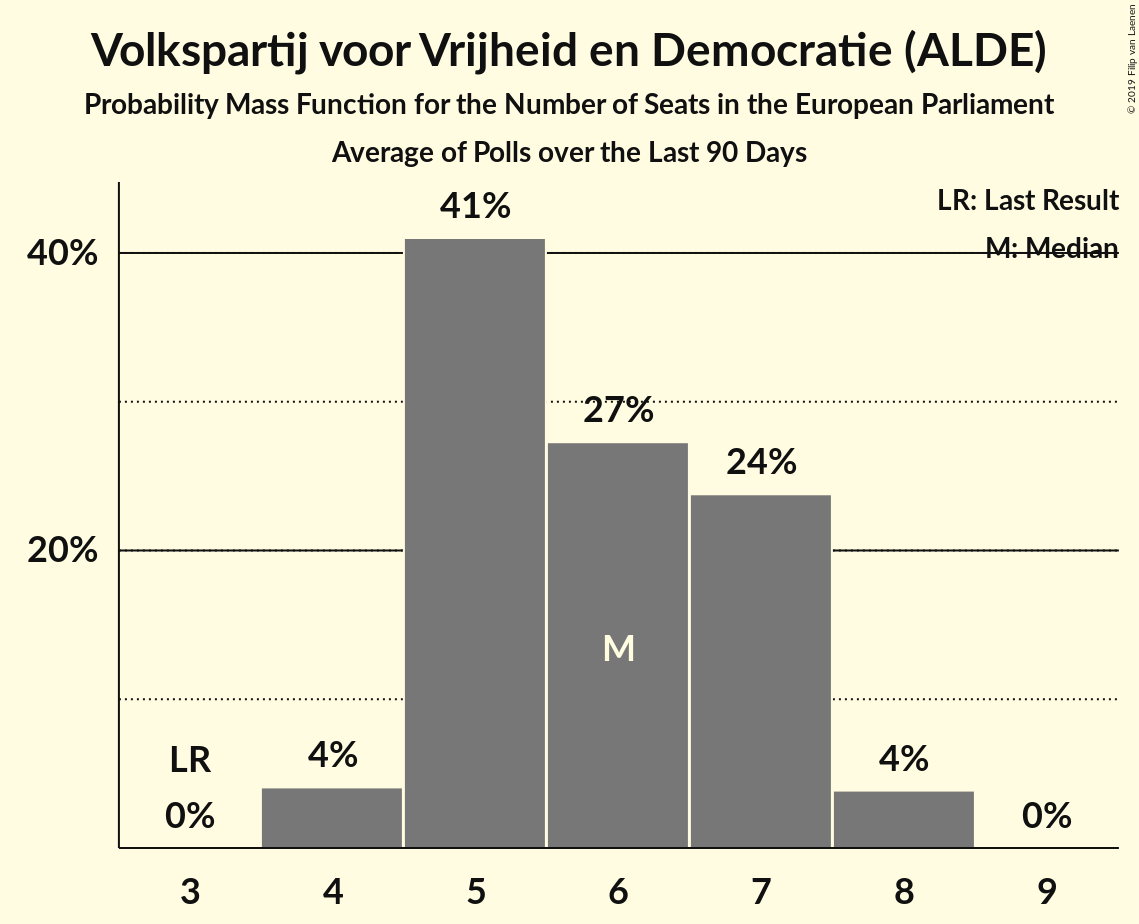 Volkspartij voor Vrijheid en Democratie (ALDE)
Probability Mass Function for the Number of Seats in the European Parliament
Average of Polls over the Last 90 Days
© 2019 Filip van Laenen
LR: Last Result
M: Median
41%
40%
27%
24%
20%
M
LR
4%
4%
0%
0%
3 4 5 6 7 8 9